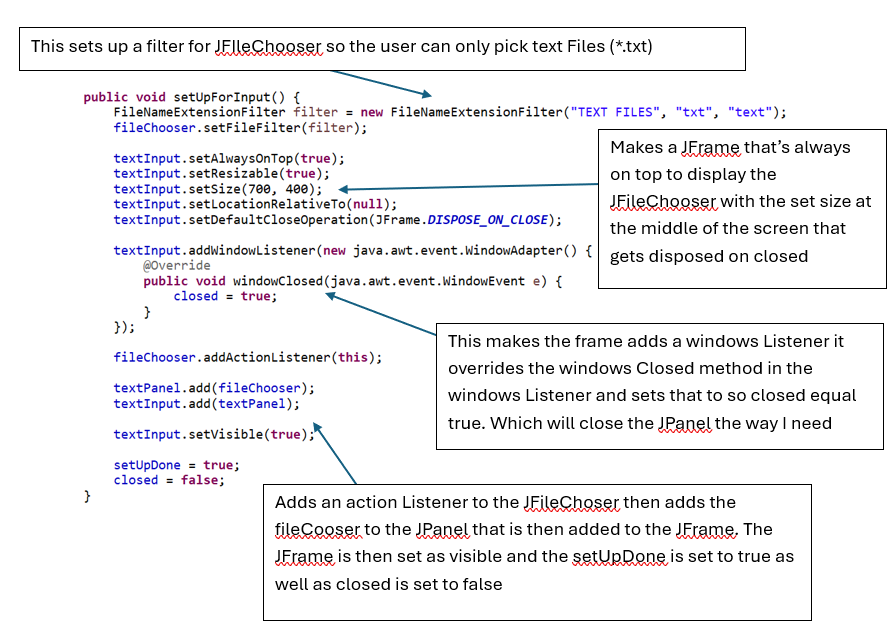 This sets up a filter for JFIleChooser so the user can only pick text Files (*.txt)
public void setUpForInput() {
FileNameExtensionFilter filter = new FileNameExtensionFilter("TEXT FILES", "txt", "text");
fileChooser.setFileFilter(filter);
textInput.setAlwaysOnTop(true);
textInput.setResizable(true);
textInput.setSize(700, 400);
textInput.setLocationRelativeTo(null);
textInput.setDefaultCloseOperation(JFrame.DISPOSE_ON_CLOSE);
Makes a JFrame that's always
on top to display the
JFileChooser with the set size at
the middle of the screen that
gets disposed on closed
textInput.addWindowListener(new java.awt.event.WindowAdapter() {
@Override
public void windowClosed(java.awt.event.WindowEvent e) {
closed = true;
}
});
This makes the frame adds a windows Listener it
overrides the windows Closed method in the
windows Listener and sets that to so closed equal
true. Which will close the JPanel the way I need
fileChooser.addActionListener(this);
textPanel.add(fileChooser);
textInput.add(textPanel);
textInput.setVisible(true);
setUpDone = true;
closed = false;
}
Adds an action Listener to the JFileChoser then adds the
fileCooser to the JPanel that is then added to the JFrame. The
JFrame is then set as visible and the setUpDone is set to true as
well as closed is set to false